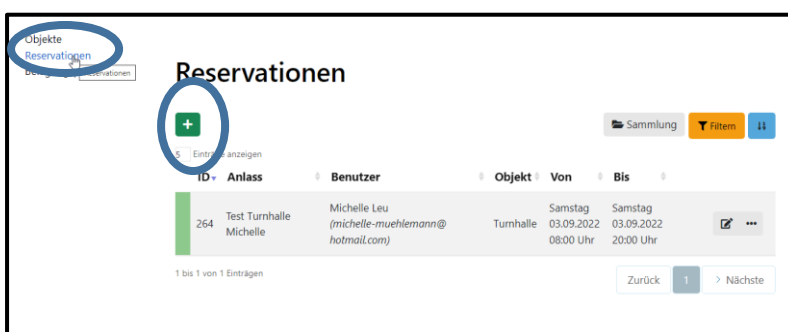 Objekte
Reservationen
Reservationen
Reservationen
+
Sammlung
Filtern
5 Einträge anzeigen
ID Anlass Benutzer Objekt Von Bis
264 Test Turnhalle Michelle Michelle Leu (michelle-muehlemann@hotmail.com) Turnhalle Samstag 03.09.2022 08:00 Uhr Samstag 03.09.2022 20:00 Uhr
1 bis 1 von 1 Einträgen
Zurück 1 > Nächste